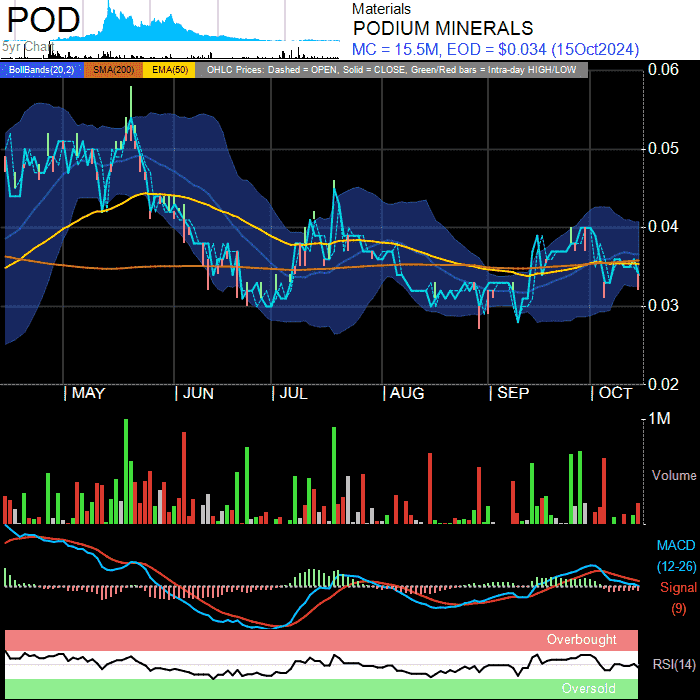 POD
5yr Chart
Materials
PODIUM MINERALS
MC = 15.5M, EOD = $0.034 (15Oct2024)
BollBands(20,2) SMA(200) EMA(50) OHLC Prices: Dashed = OPEN, Solid = CLOSE, Green/Red bars = Intra-day HIGH/LOW
0.06
0.05
0.04
0.03
0.02
MAY JUN JUL AUG SEP OCT
1M
Volume
MACD
(12-26)
Signal
(9)
Overbought
RSI(14)
Oversold